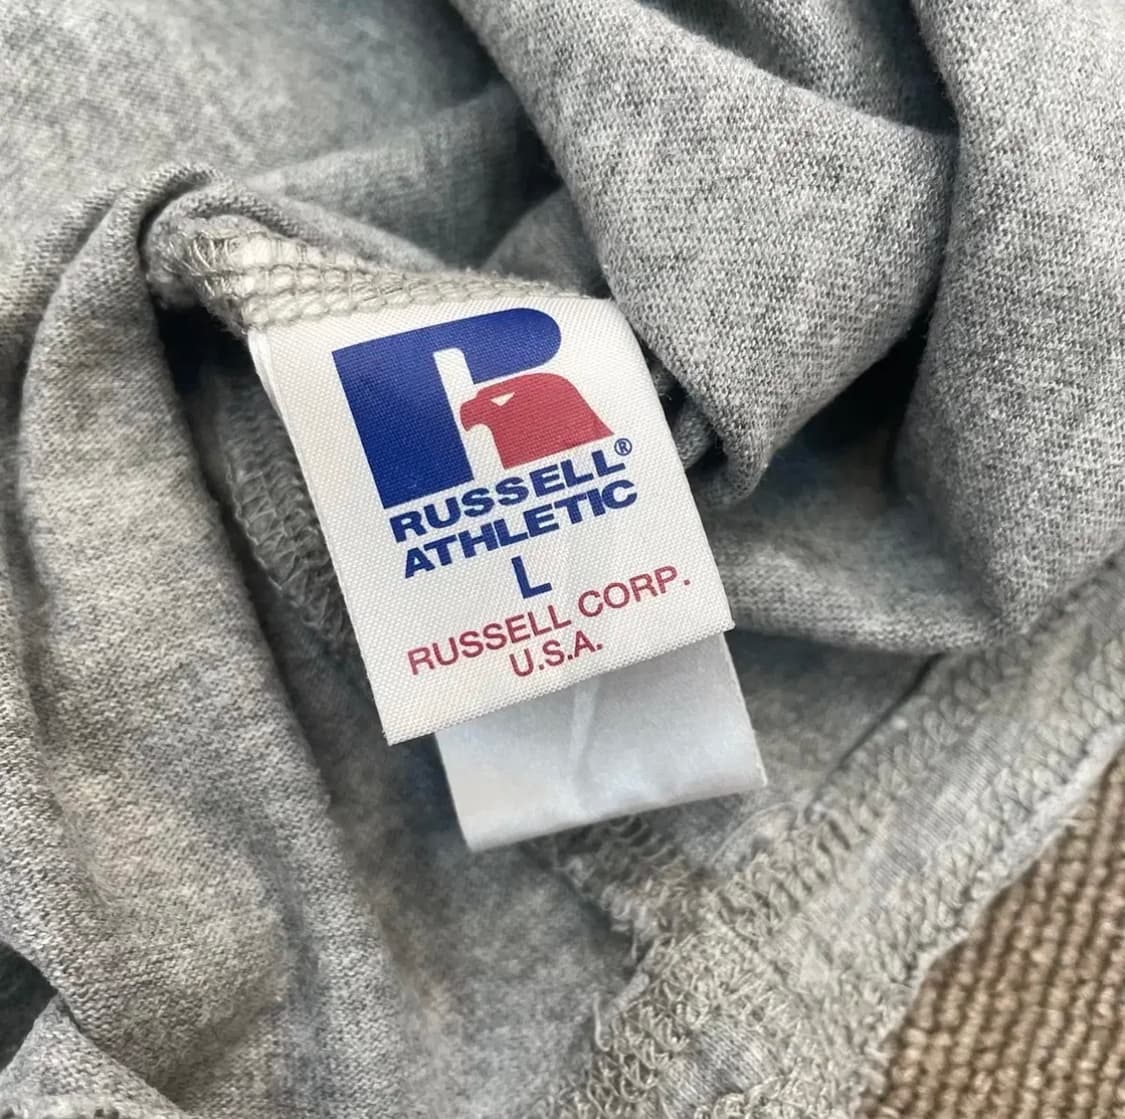 RUSSELL®
ATHLETIC
L
RUSSELL CORP.
U.S.A.